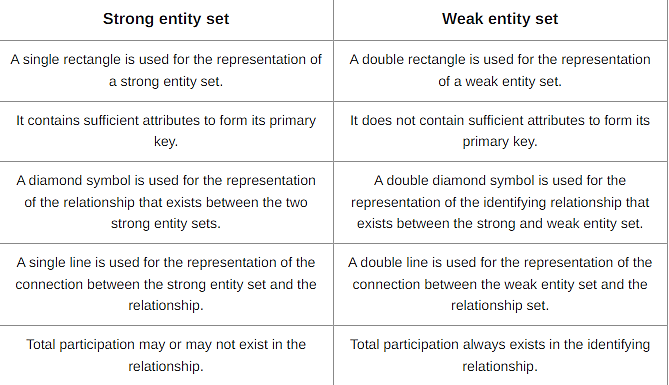 Strong entity set
Weak entity set
A single rectangle is used for the representation of
a strong entity set.
A double rectangle is used for the representation
of a weak entity set.
It contains sufficient attributes to form its primary
key.
It does not contain sufficient attributes to form its
primary key.
A diamond symbol is used for the representation
of the relationship that exists between the two
strong entity sets.
A double diamond symbol is used for the
representation of the identifying relationship that
exists between the strong and weak entity set.
A single line is used for the representation of the
connection between the strong entity set and the
relationship.
A double line is used for the representation of the
connection between the weak entity set and the
relationship set.
Total participation may or may not exist in the
relationship.
Total participation always exists in the identifying
relationship.